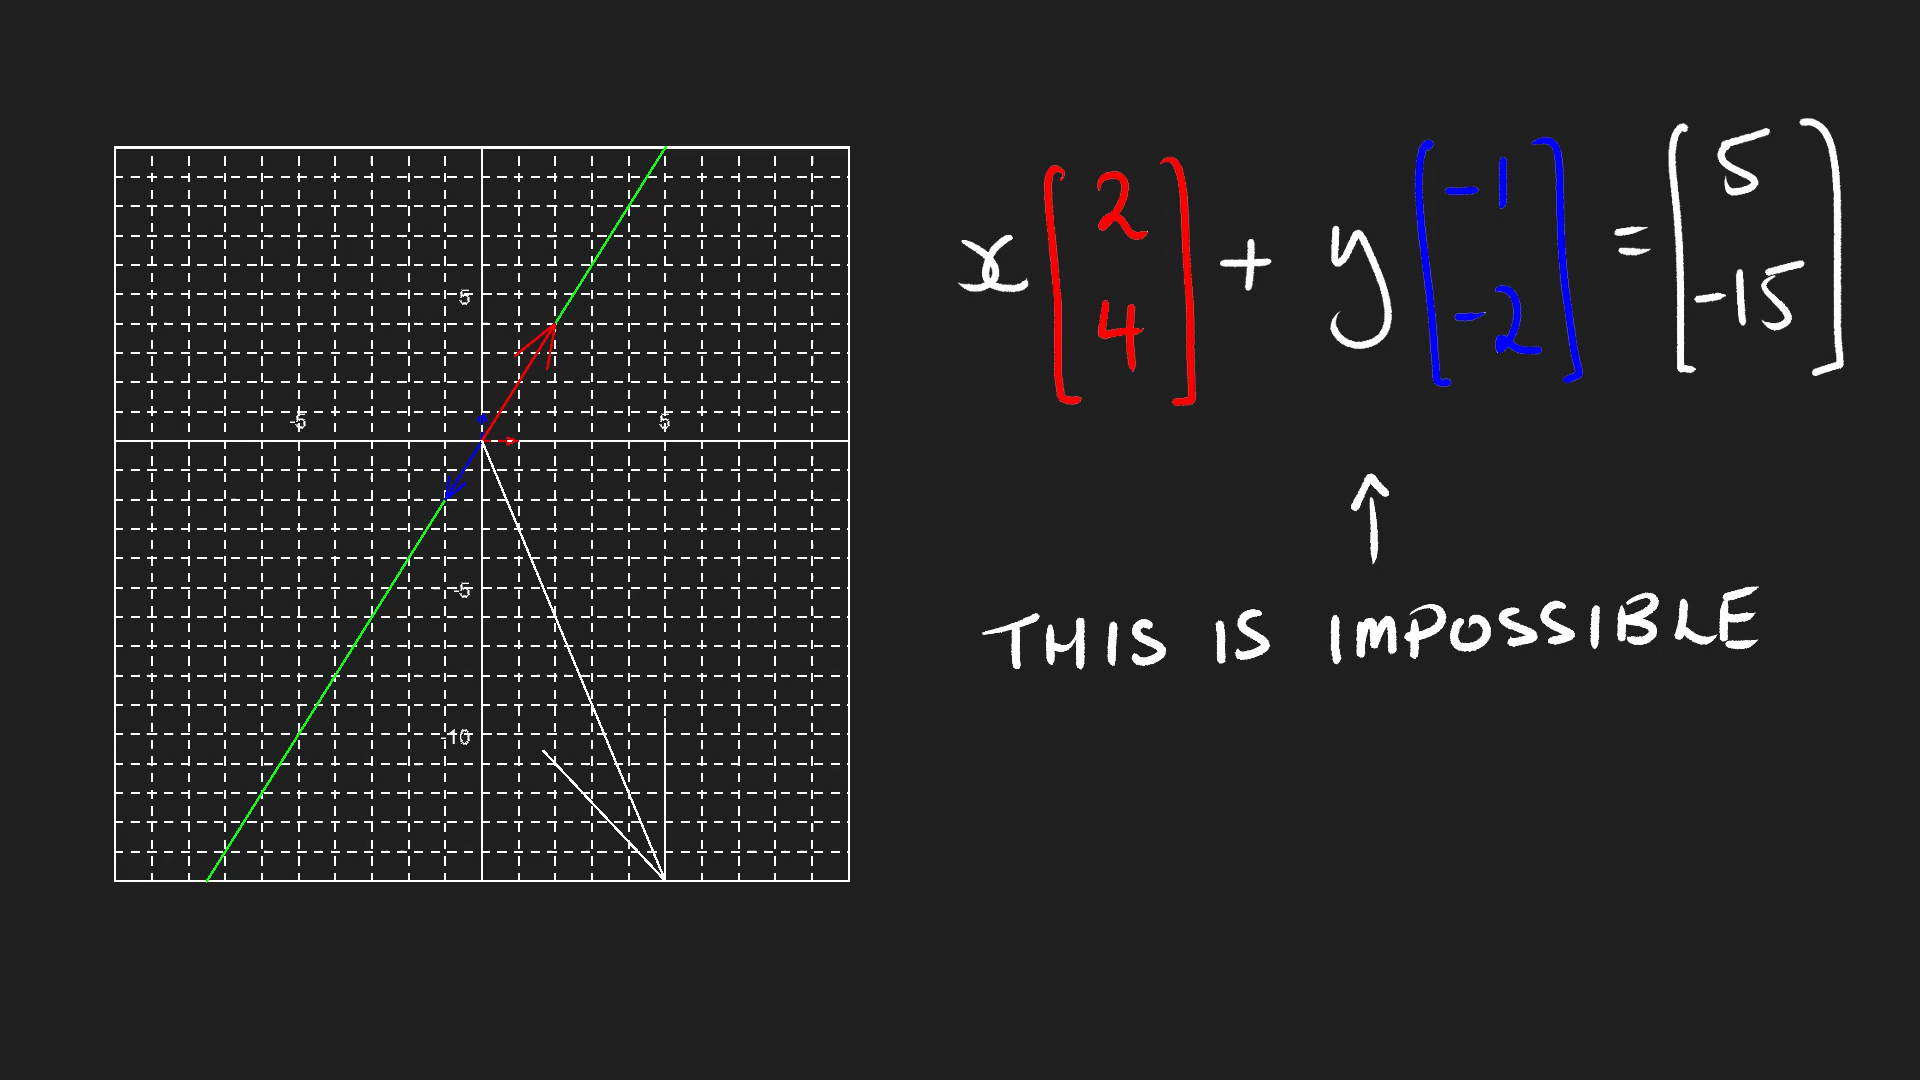 5
-5 5
-5
-10
x [2 4] + y [-1 -2] = [5 -15]
↑
THIS IS IMPOSSIBLE